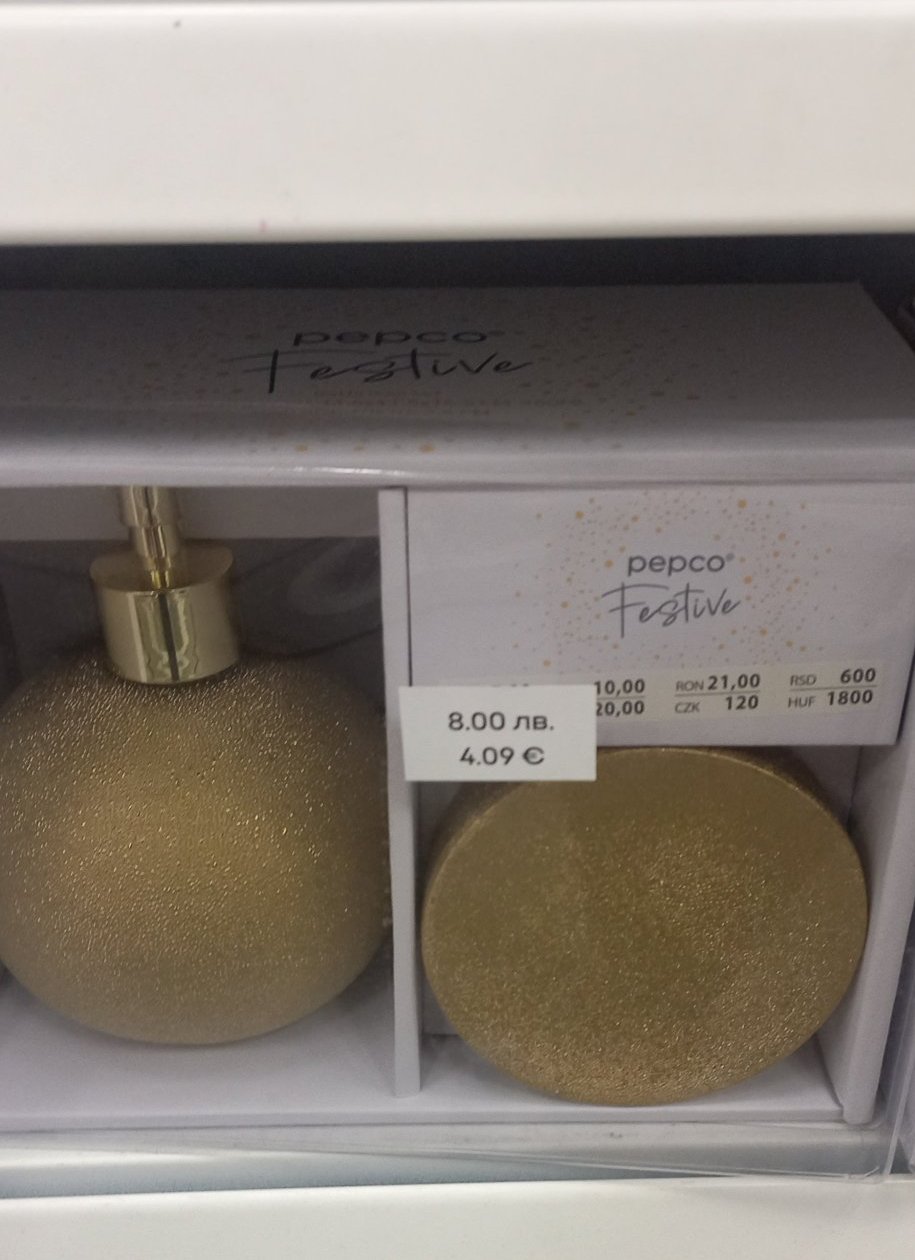 pepco®
Festive
pepco®
Festive
10,00 RON 21,00 RSD 600
20,00 CZK 120 HUF 1800
8.00 лв.
4.09 €